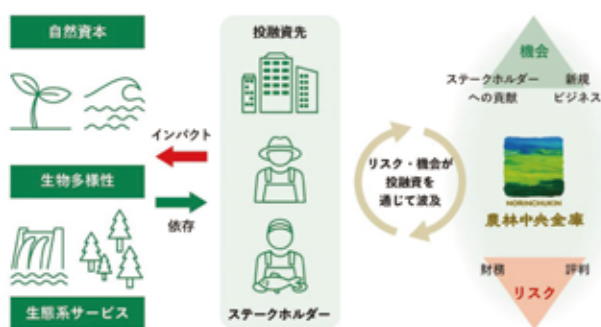 自然資本
生物多様性
生態系サービス
インパクト
依存
投融資先
ステークホルダー
リスク・機会が
投融資を
通じて波及
機会
ステークホルダー
への貢献
新規
ビジネス
NORINCHUKIN
農林中央金庫
財務
評判
リスク